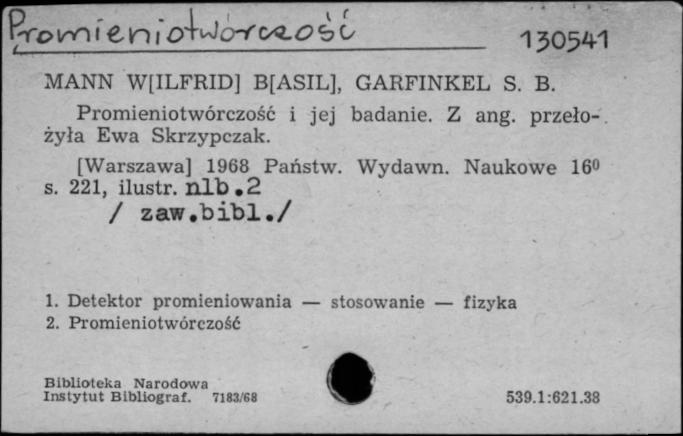 Promieniotwórczość
130541
MANN W[ILFRID] B[ASIL], GARFINKEL S. B.
Promieniotwórczość i jej badanie. Z ang. przeło-
żyła Ewa Skrzypczak.
[Warszawa] 1968 Państw. Wydawn. Naukowe 16⁰
s. 221, ilustr. nlb.2
/ zaw.bibl./
1. Detektor promieniowania — stosowanie — fizyka
2. Promieniotwórczość
Biblioteka Narodowa
Instytut Bibliograf. 7183/68
539.1:621.38